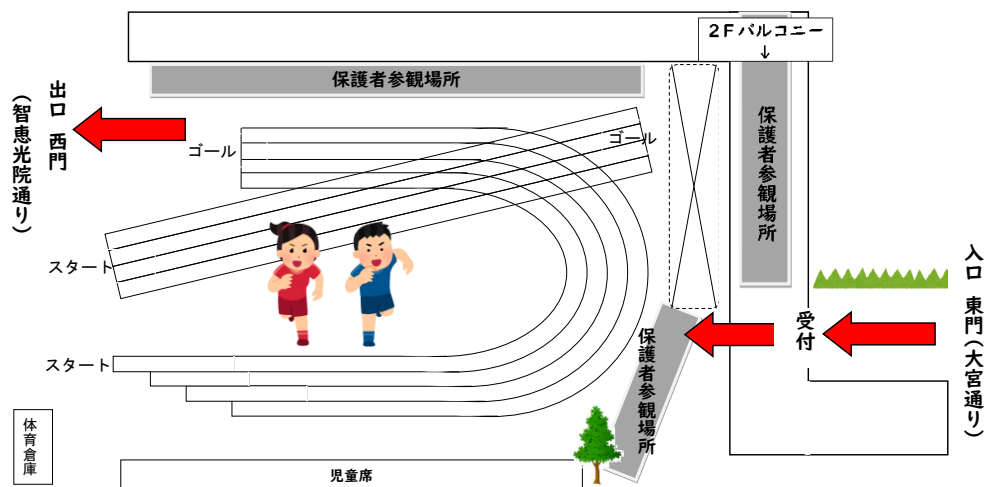 2Fバルコニー
↓
保護者参観場所
出口 西門
(智恵光院通り)
ゴール
ゴール
保護者参観場所
スタート
入口 東門(大宮通り)
受付
保護者参観場所
スタート
体育倉庫
児童席